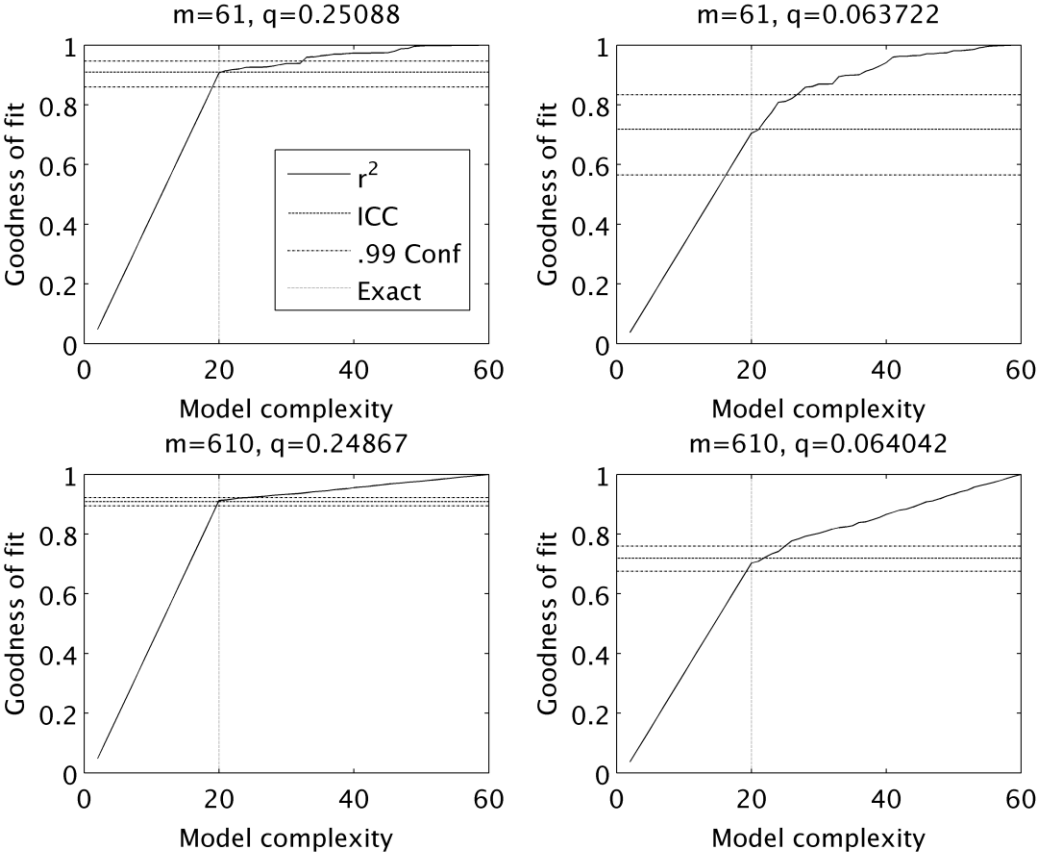 m=61, q=0.25088
Goodness of fit
1
0.8
0.6
0.4
0.2
0
r2
ICC
.99 Conf
Exact
0 20 40 60
Model complexity
m=61, q=0.063722
Goodness of fit
1
0.8
0.6
0.4
0.2
0
0 20 40 60
Model complexity
m=610, q=0.24867
Goodness of fit
1
0.8
0.6
0.4
0.2
0
0 20 40 60
Model complexity
m=610, q=0.064042
Goodness of fit
1
0.8
0.6
0.4
0.2
0
0 20 40 60
Model complexity